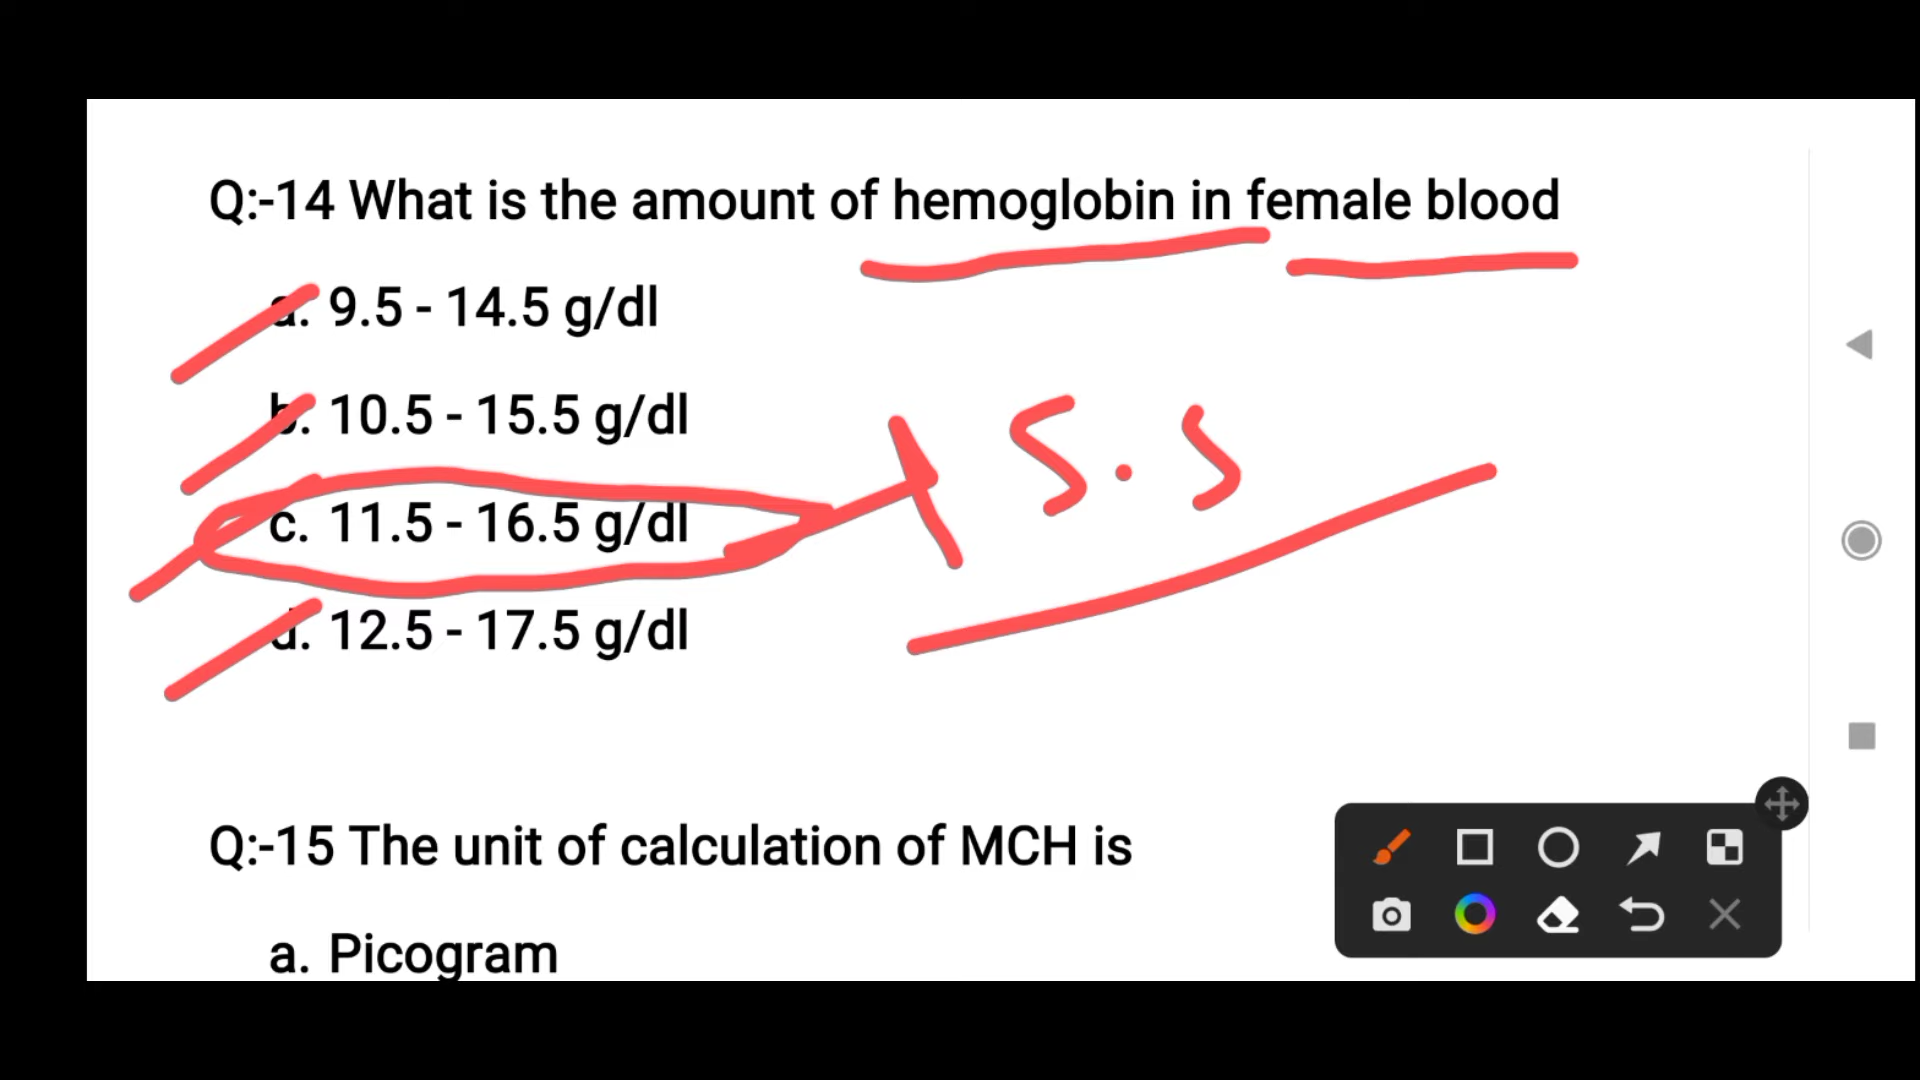 Q:-14 What is the amount of hemoglobin in female blood
a. 9.5 - 14.5 g/dl
b. 10.5 - 15.5 g/dl
15.5
c. 11.5 - 16.5 g/dl
d. 12.5 - 17.5 g/dl
Q:-15 The unit of calculation of MCH is
a. Picogram